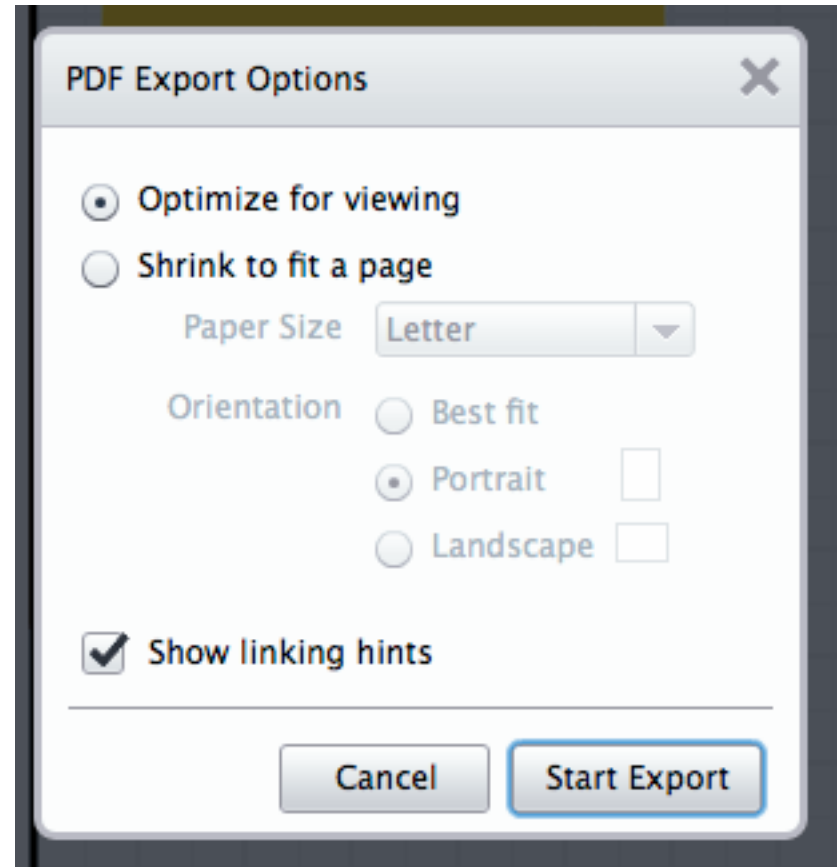 PDF Export Options
Optimize for viewing
Shrink to fit a page
Paper Size Letter
Orientation Best fit
Portrait
Landscape
Show linking hints
Cancel Start Export